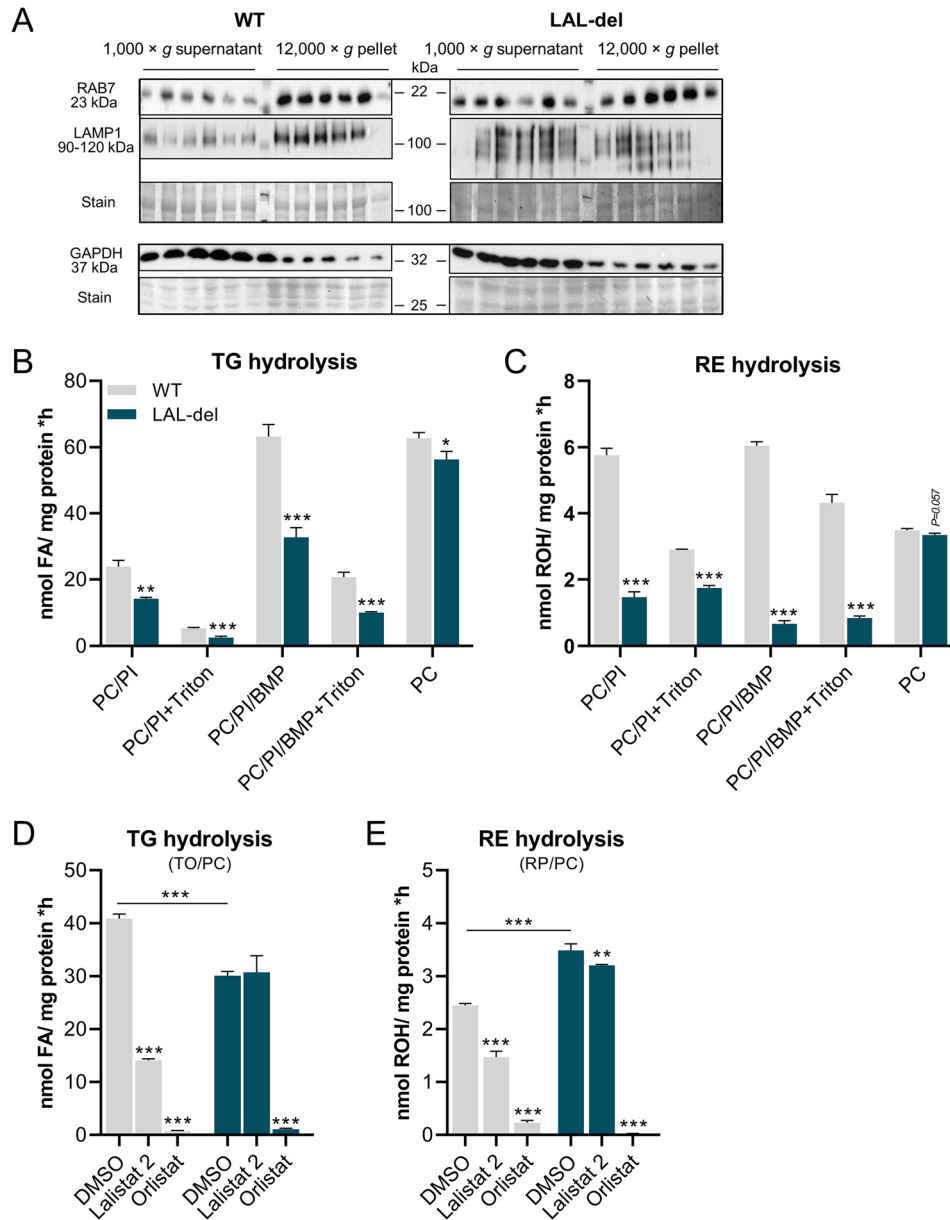 A
WT
LAL-del
1,000 × g supernatant
12,000 × g pellet
1,000 × g supernatant
12,000 × g pellet
kDa
RAB7
23 kDa
– 22 –
LAMP1
90-120 kDa
– 100 –
Stain
– 100 –
GAPDH
37 kDa
– 32 –
Stain
– 25 –
B
TG hydrolysis
nmol FA/ mg protein *h
80
60
40
20
0
WT
LAL-del
**
***
***
***
*
PC/PI
PC/PI+Triton
PC/PI/BMP
PC/PI/BMP+Triton
PC
C
RE hydrolysis
nmol ROH/ mg protein *h
8
6
4
2
0
***
***
***
***
P=0.057
PC/PI
PC/PI+Triton
PC/PI/BMP
PC/PI/BMP+Triton
PC
D
TG hydrolysis
(TO/PC)
nmol FA/ mg protein *h
50
40
30
20
10
0
***
***
***
***
DMSO
Lalistat 2
Orlistat
DMSO
Lalistat 2
Orlistat
E
RE hydrolysis
(RP/PC)
nmol ROH/ mg protein *h
5
4
3
2
1
0
***
***
***
**
***
DMSO
Lalistat 2
Orlistat
DMSO
Lalistat 2
Orlistat